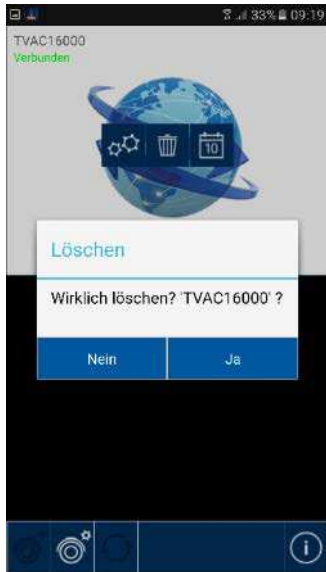 33% 09:19
TVAC16000
Verbunden
10
Löschen
Wirklich löschen? 'TVAC16000' ?
Nein Ja
i